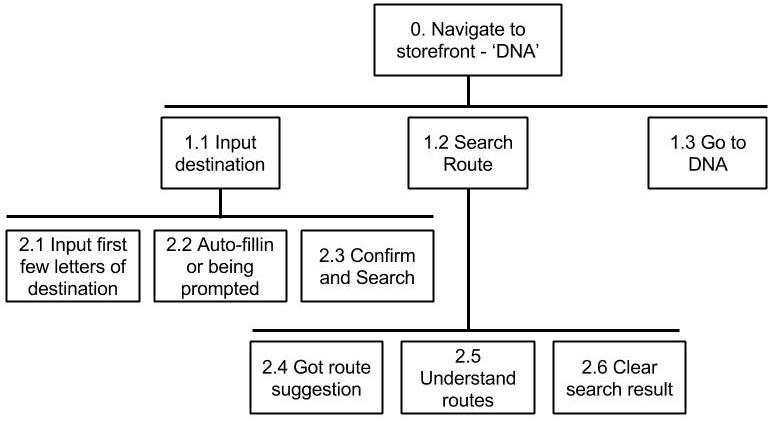 0. Navigate to
storefront - ‘DNA’
1.1 Input
destination
1.2 Search
Route
1.3 Go to
DNA
2.1 Input first
few letters of
destination
2.2 Auto-fillin
or being
prompted
2.3 Confirm
and Search
2.4 Got route
suggestion
2.5
Understand
routes
2.6 Clear
search result